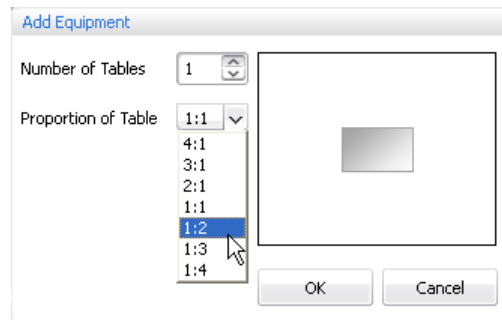 Add Equipment
Number of Tables 1
Proportion of Table 1:1
4:1
3:1
2:1
1:1
1:2
1:3
1:4
OK Cancel